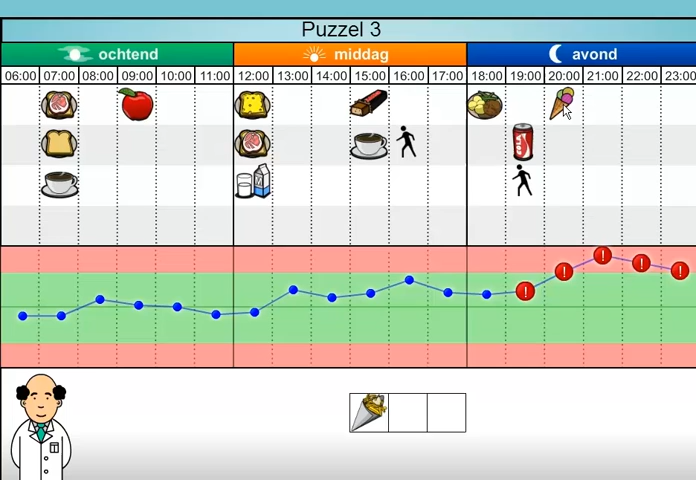 Puzzel 3
ochtend middag avond
06:00 07:00 08:00 09:00 10:00 11:00 12:00 13:00 14:00 15:00 16:00 17:00 18:00 19:00 20:00 21:00 22:00 23:00
! ! ! ! !